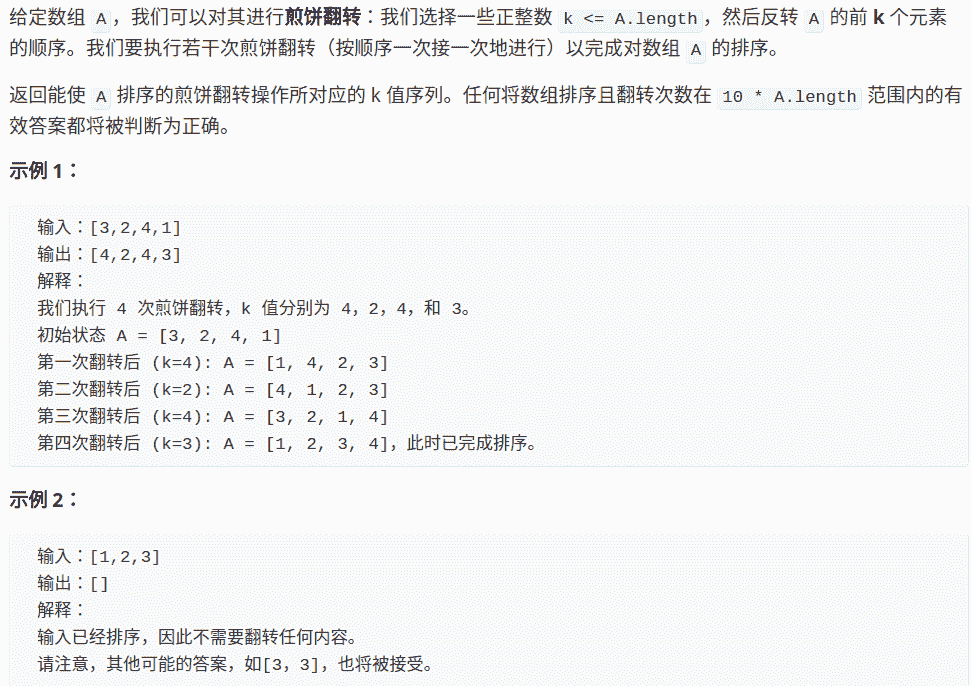 给定数组 A，我们可以对其进行煎饼翻转：我们选择一些正整数 k <= A.length，然后反转 A 的前 k 个元素
的顺序。我们要执行若干次煎饼翻转（按顺序一次接一次地进行）以完成对数组 A 的排序。
返回能使 A 排序的煎饼翻转操作所对应的 k 值序列。任何将数组排序且翻转次数在 10 * A.length 范围内的有
效答案都将被判断为正确。
示例 1：
输入：[3,2,4,1]
输出：[4,2,4,3]
解释：
我们执行 4 次煎饼翻转，k 值分别为 4，2，4，和 3。
初始状态 A = [3, 2, 4, 1]
第一次翻转后 (k=4): A = [1, 4, 2, 3]
第二次翻转后 (k=2): A = [4, 1, 2, 3]
第三次翻转后 (k=4): A = [3, 2, 1, 4]
第四次翻转后 (k=3): A = [1, 2, 3, 4]，此时已完成排序。
示例 2：
输入：[1,2,3]
输出：[]
解释：
输入已经排序，因此不需要翻转任何内容。
请注意，其他可能的答案，如[3，3]，也将被接受。